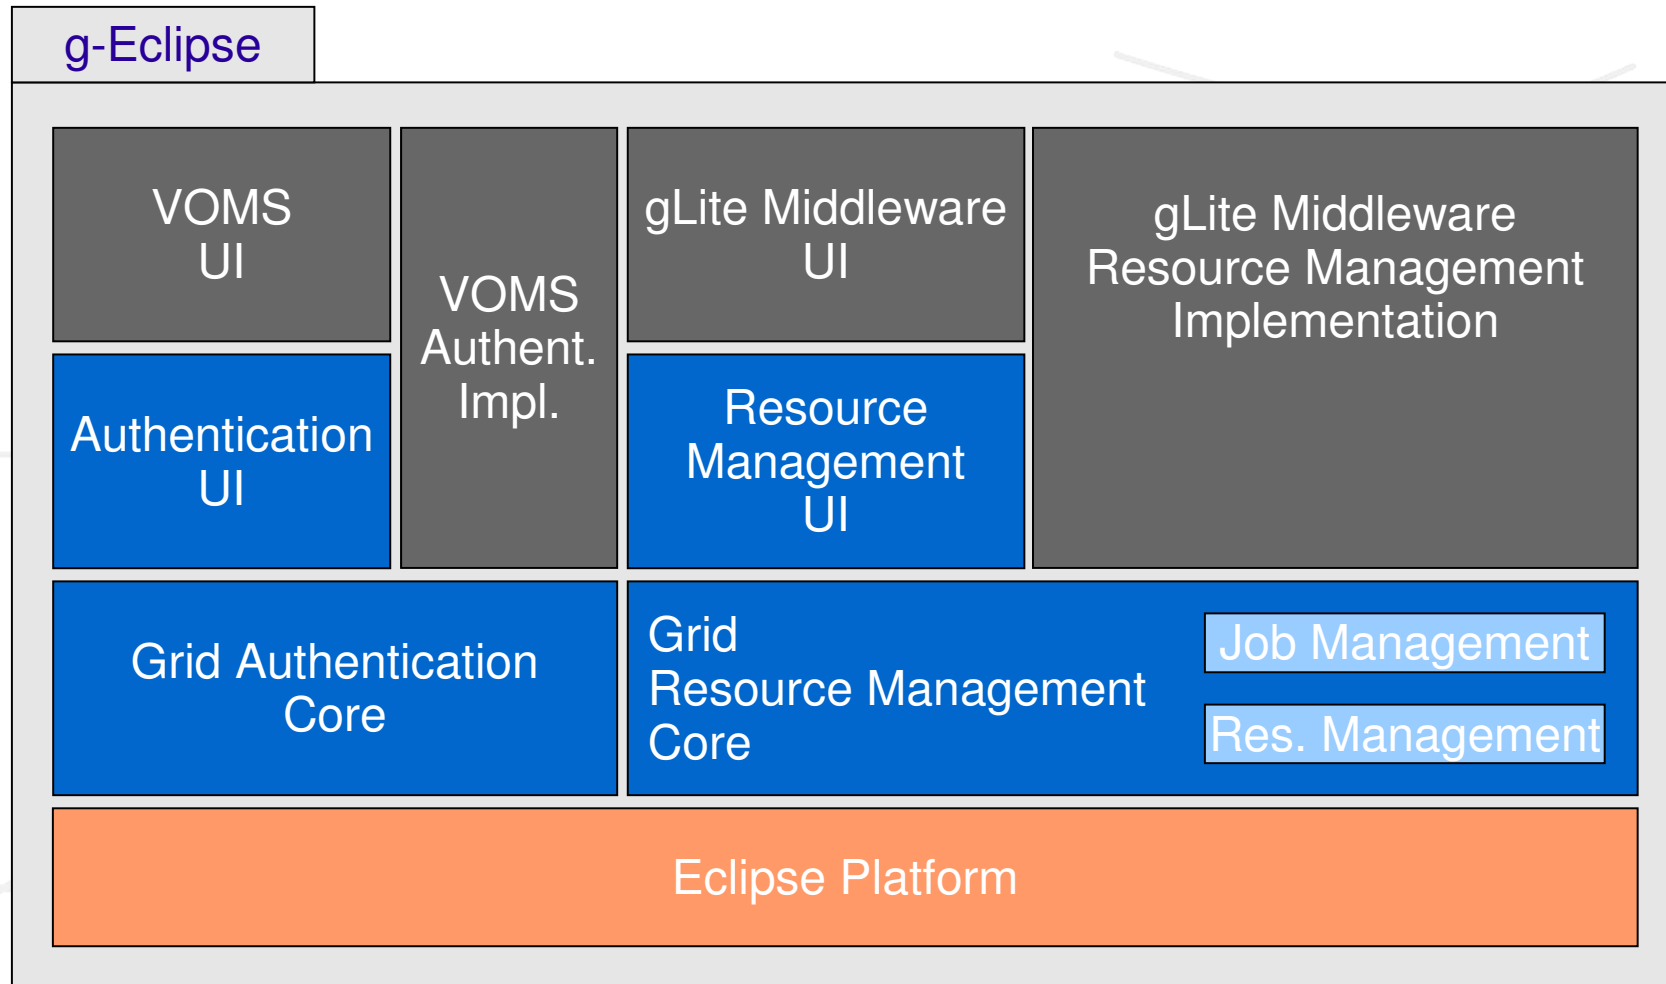 g-Eclipse
VOMS
UI
VOMS
Authent.
Impl.
gLite Middleware
UI
gLite Middleware
Resource Management
Implementation
Authentication
UI
Resource
Management
UI
Grid Authentication
Core
Grid
Resource Management
Core
Job Management
Res. Management
Eclipse Platform